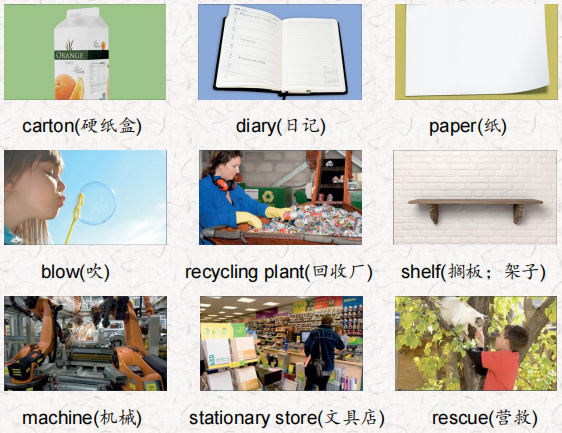 ORANGE
carton(硬纸盒)
diary(日记)
paper(纸)
blow(吹)
recycling plant(回收厂)
shelf(搁板；架子)
machine(机械)
stationary store(文具店)
rescue(营救)